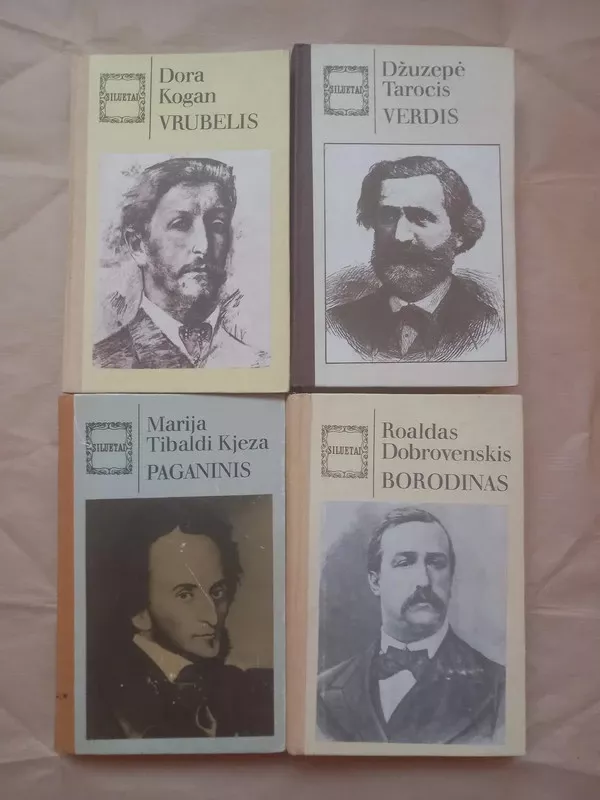 SILUETAI
Dora
Kogan
VRUBELIS
SILUETAI
Džuzepė
Tarocis
VERDIS
SILUETAI
Marija
Tibaldi Kjeza
PAGANINIS
SILUETAI
Roaldas
Dobrovenskis
BORODINAS